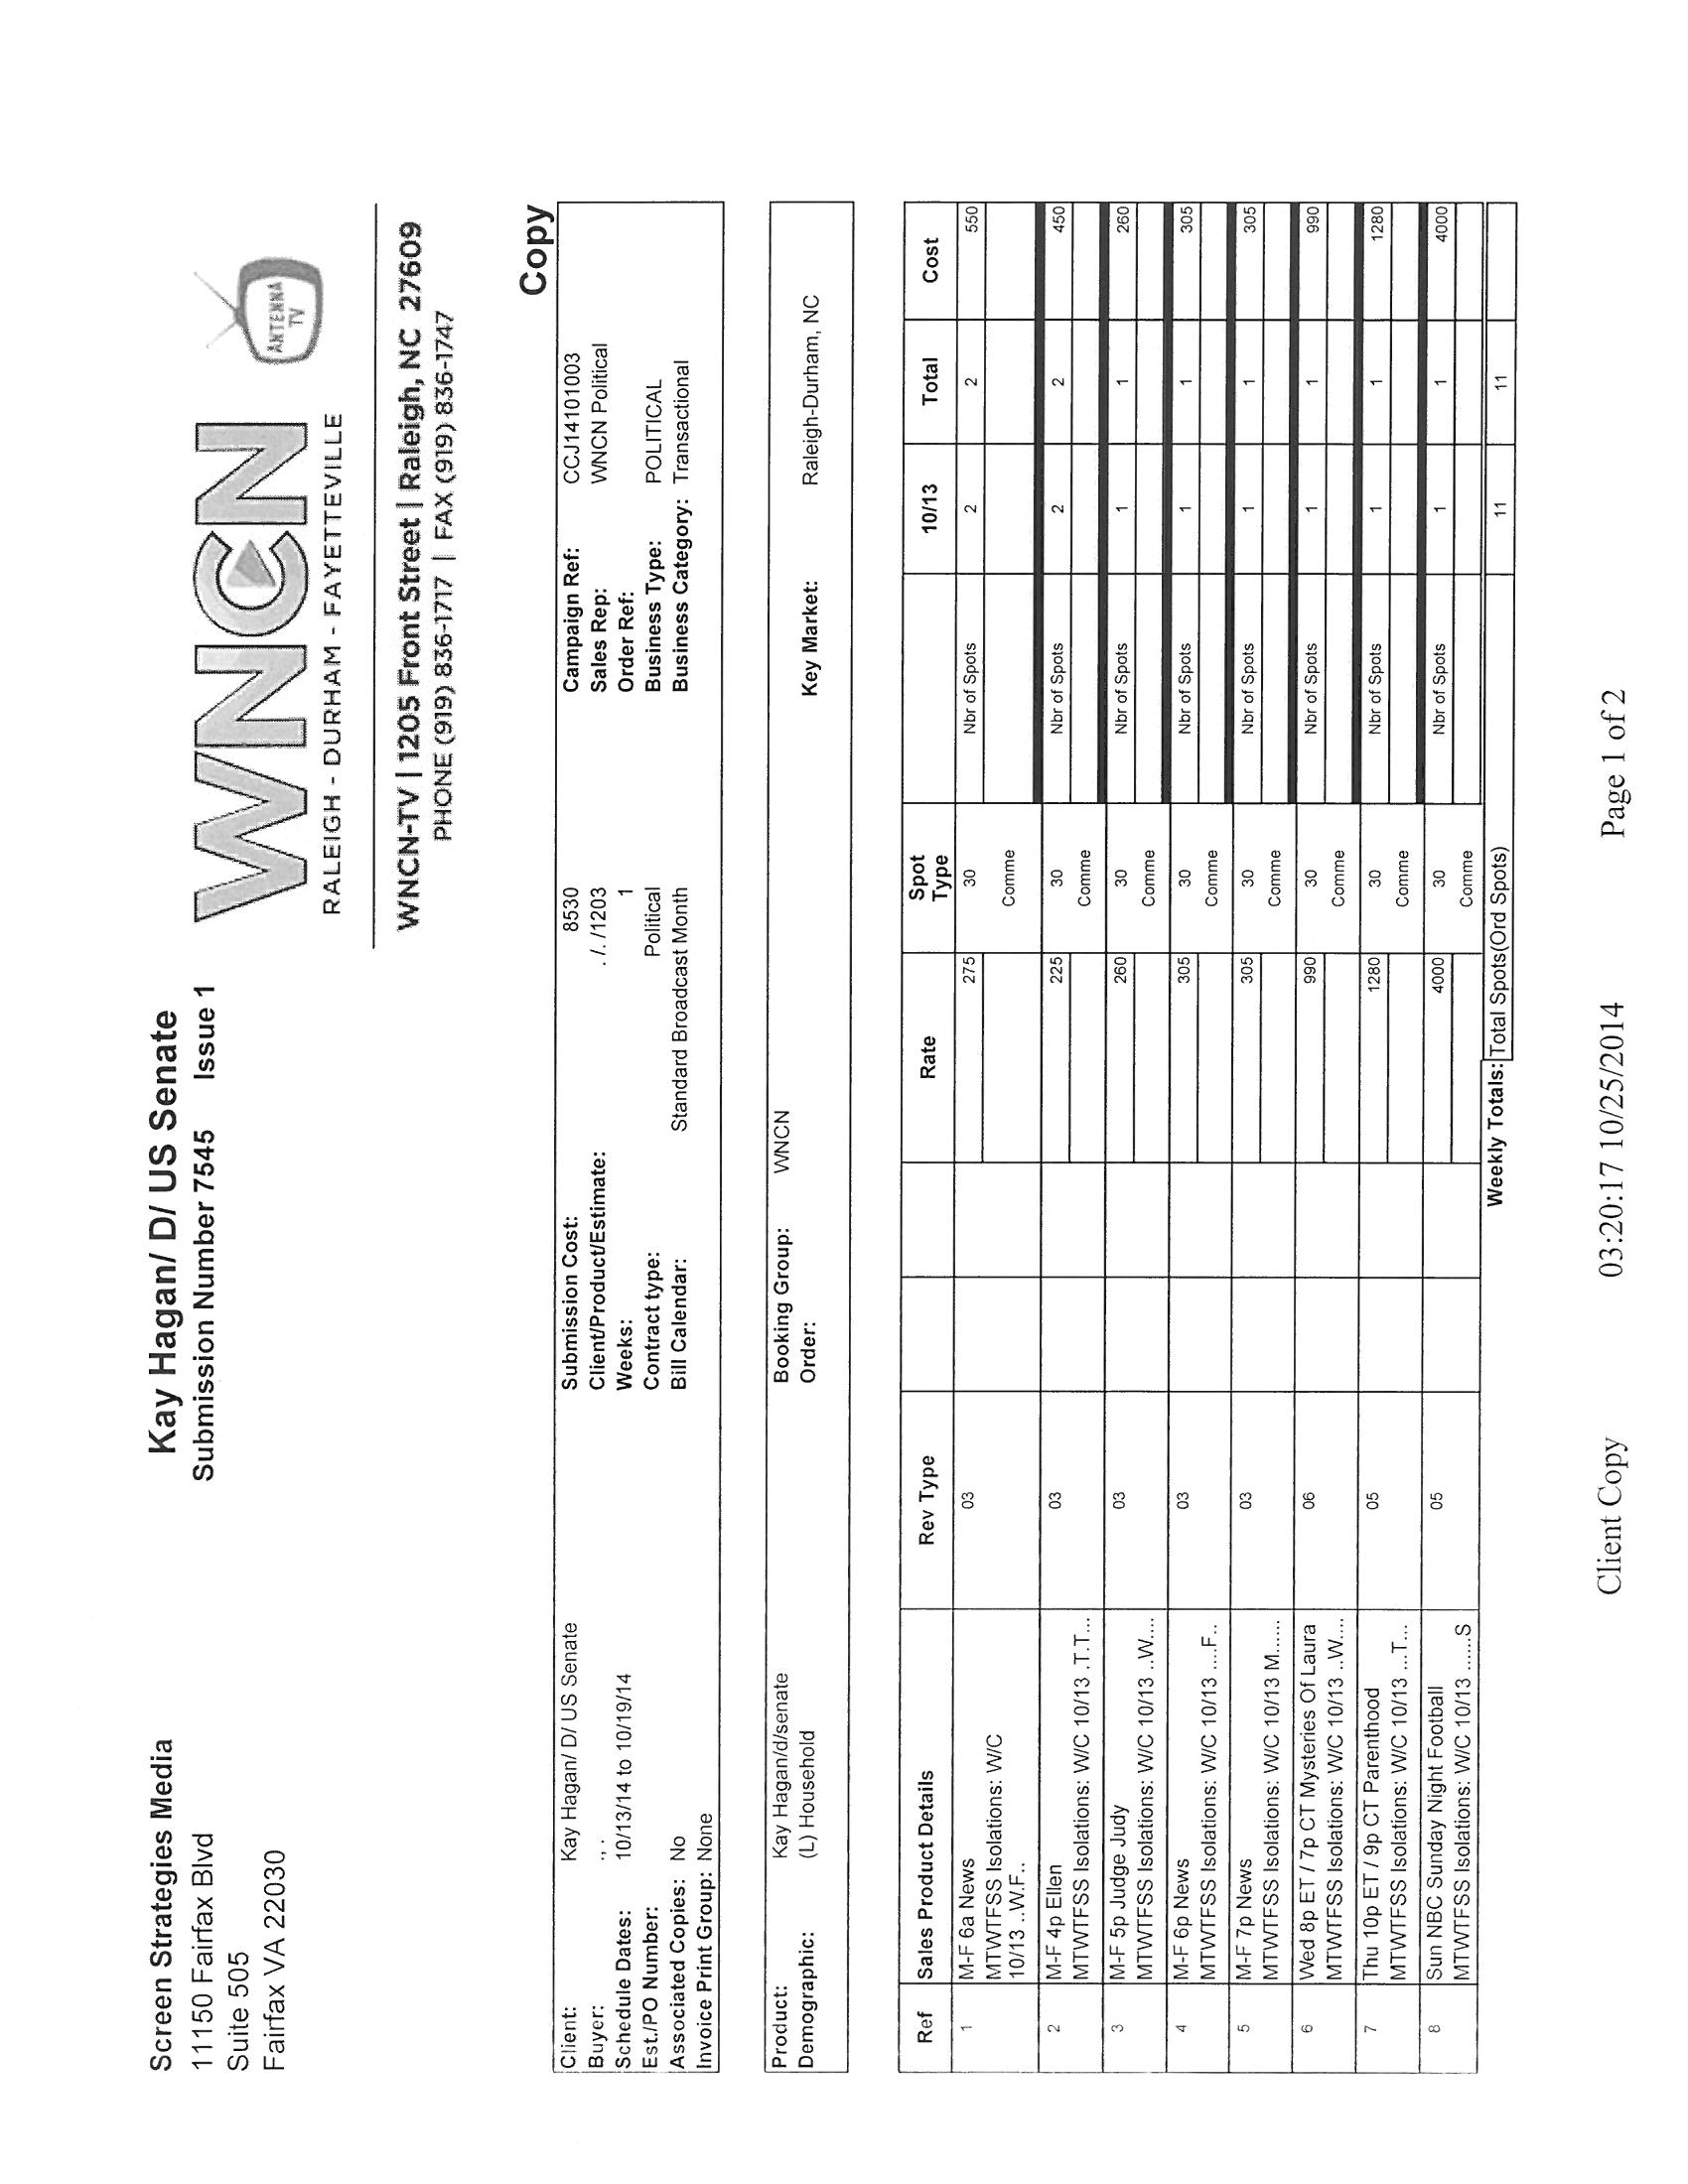 Screen Strategies Media
11150 Fairfax Blvd
Suite 505
Fairfax VA 22030
Kay Hagan/ D/ US Senate
Submission Number 7545 Issue 1
WNCN
RALEIGH - DURHAM - FAYETTEVILLE
ANTENNA
TV
WNCN-TV | 1205 Front Street | Raleigh, NC 27609
PHONE (919) 836-1717 | FAX (919) 836-1747
Copy
Client: Kay Hagan/ D/ US Senate Submission Cost: 8530 Campaign Ref: CCJ14101003
Buyer: ., . Client/Product/Estimate: ./. /1203 Sales Rep: WNCN Political
Schedule Dates: 10/13/14 to 10/19/14 Weeks: 1 Order Ref:
Est./PO Number: Contract type: Political Business Type: POLITICAL
Associated Copies: No Bill Calendar: Standard Broadcast Month Business Category: Transactional
Invoice Print Group: None
Product: Kay Hagan/d/senate Booking Group: WNCN
Demographic: (L) Household Order: Key Market: Raleigh-Durham, NC
Ref Sales Product Details Rev Type Rate Spot Type 10/13 Total Cost
1 M-F 6a News 03 275 30 Nbr of Spots 2 2 550
MTWTFSS Isolations: W/C Comme
10/13 ..W.F..
2 M-F 4p Ellen 03 225 30 Nbr of Spots 2 2 450
MTWTFSS Isolations: W/C 10/13 .T.T... Comme
3 M-F 5p Judge Judy 03 260 30 Nbr of Spots 1 1 260
MTWTFSS Isolations: W/C 10/13 ..W.... Comme
4 M-F 6p News 03 305 30 Nbr of Spots 1 1 305
MTWTFSS Isolations: W/C 10/13 ....F.. Comme
5 M-F 7p News 03 305 30 Nbr of Spots 1 1 305
MTWTFSS Isolations: W/C 10/13 M...... Comme
6 Wed 8p ET / 7p CT Mysteries Of Laura 06 990 30 Nbr of Spots 1 1 990
MTWTFSS Isolations: W/C 10/13 ..W.... Comme
7 Thu 10p ET / 9p CT Parenthood 05 1280 30 Nbr of Spots 1 1 1280
MTWTFSS Isolations: W/C 10/13 ...T... Comme
8 Sun NBC Sunday Night Football 05 4000 30 Nbr of Spots 1 1 4000
MTWTFSS Isolations: W/C 10/13 ......S Comme
Weekly Totals: Total Spots(Ord Spots) 11 11
Client Copy 03:20:17 10/25/2014 Page 1 of 2